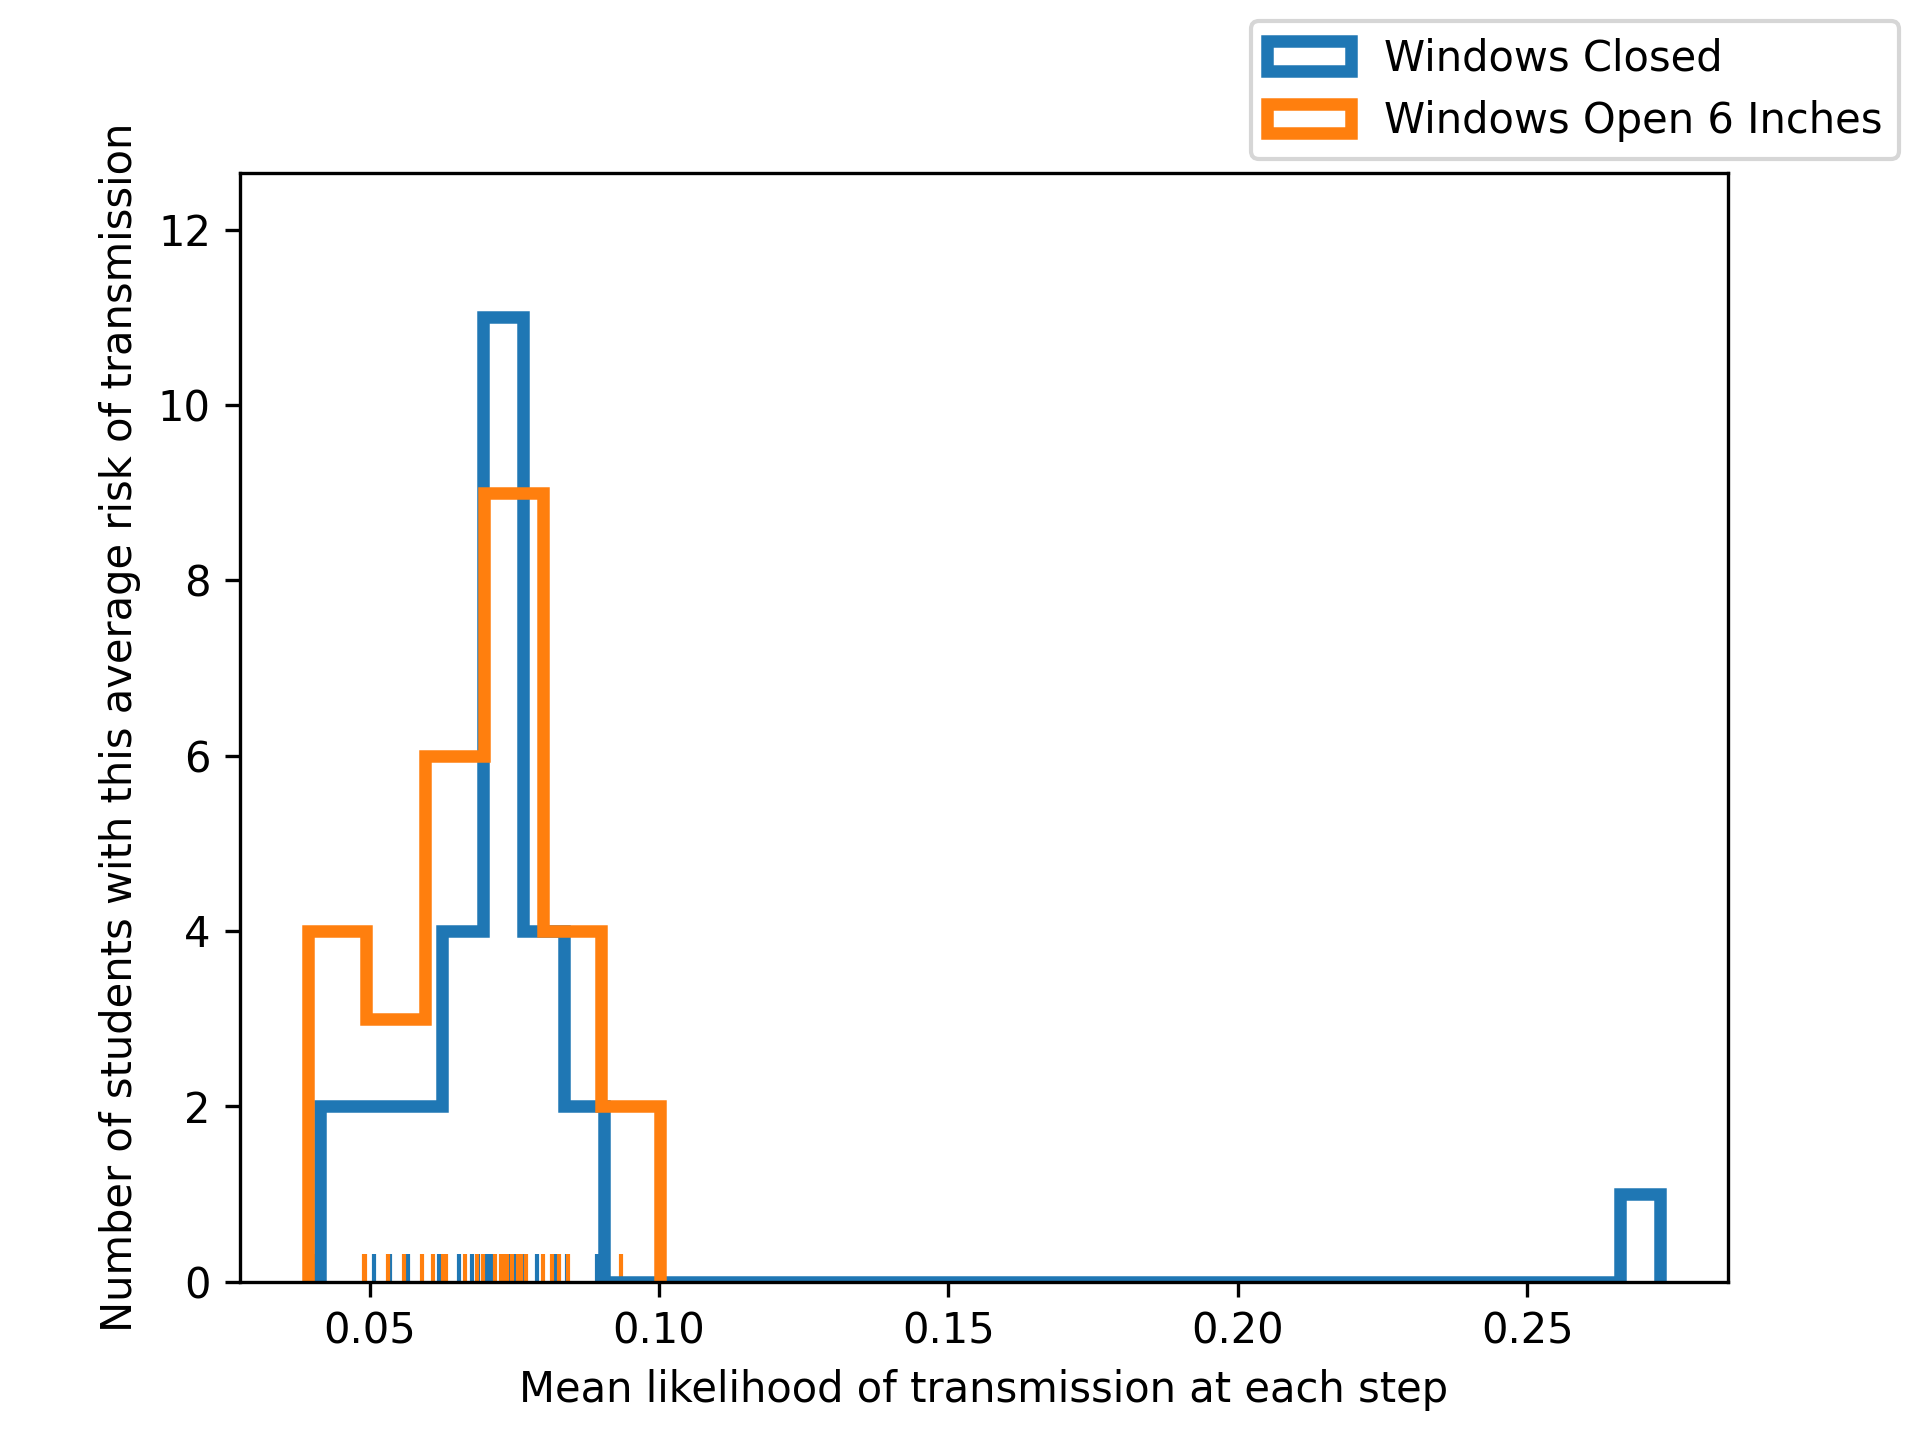 Windows Closed
Windows Open 6 Inches
Number of students with this average risk of transmission
12
10
8
6
4
2
0
0.05 0.10 0.15 0.20 0.25
Mean likelihood of transmission at each step